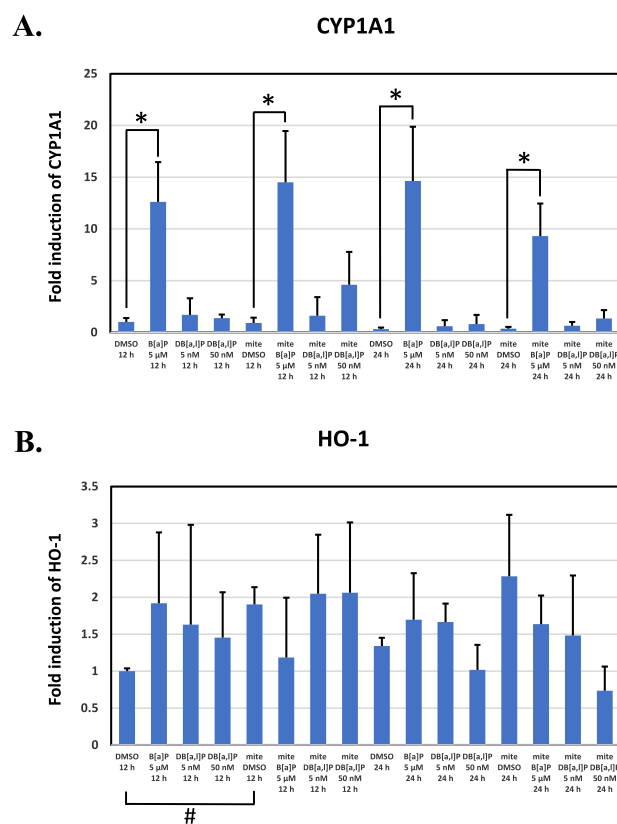 A.
CYP1A1
Fold induction of CYP1A1
25
20
15
10
5
0
*
*
*
*
DMSO 12 h
B[a]P 5 μM 12 h
DB[a,l]P 5 nM 12 h
DB[a,l]P 50 nM 12 h
mite DMSO 12 h
mite B[a]P 5 μM 12 h
mite DB[a,l]P 5 nM 12 h
mite DB[a,l]P 50 nM 12 h
DMSO 24 h
B[a]P 5 μM 24 h
DB[a,l]P 5 nM 24 h
DB[a,l]P 50 nM 24 h
mite DMSO 24 h
mite B[a]P 5 μM 24 h
mite DB[a,l]P 5 nM 24 h
mite DB[a,l]P 50 nM 24 h
B.
HO-1
Fold induction of HO-1
3.5
3
2.5
2
1.5
1
0.5
0
DMSO 12 h
B[a]P 5 μM 12 h
DB[a,l]P 5 nM 12 h
DB[a,l]P 50 nM 12 h
mite DMSO 12 h
mite B[a]P 5 μM 12 h
mite DB[a,l]P 5 nM 12 h
mite DB[a,l]P 50 nM 12 h
DMSO 24 h
B[a]P 5 μM 24 h
DB[a,l]P 5 nM 24 h
DB[a,l]P 50 nM 24 h
mite DMSO 24 h
mite B[a]P 5 μM 24 h
mite DB[a,l]P 5 nM 24 h
mite DB[a,l]P 50 nM 24 h
#